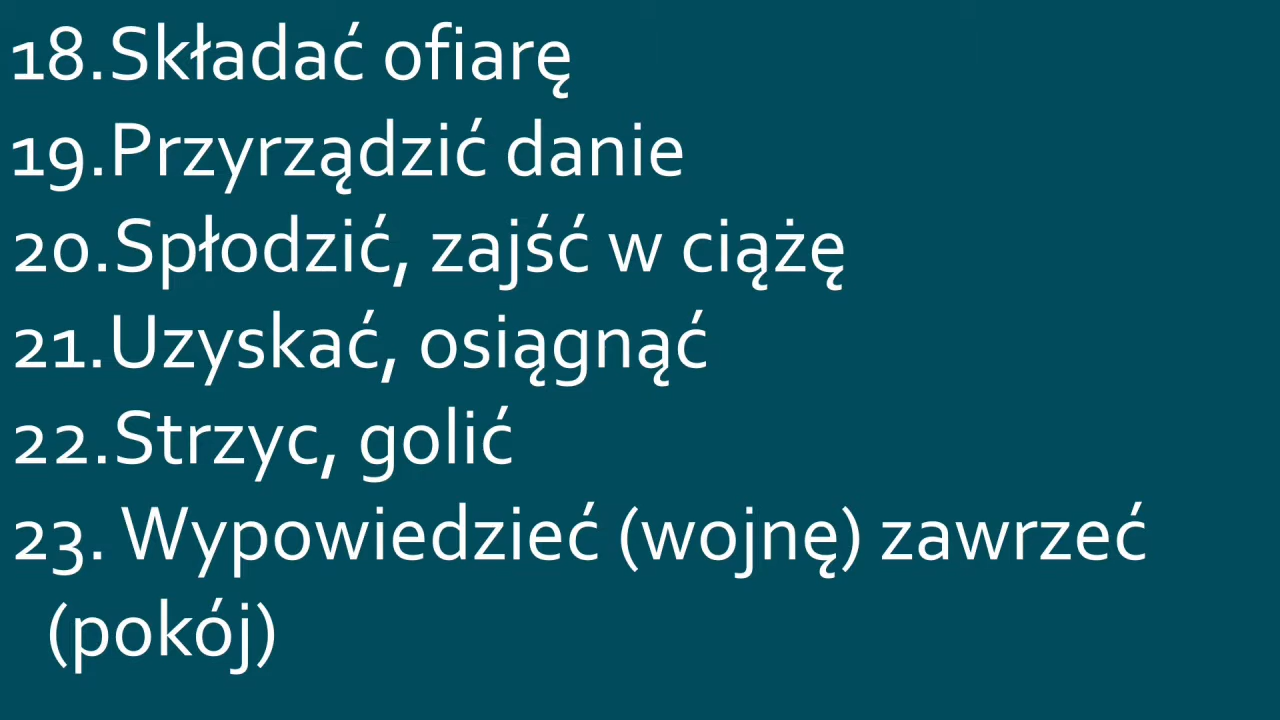 18.Składać ofiarę
19.Przyrządzić danie
20.Spłodzić, zajść w ciążę
21.Uzyskać, osiągnąć
22.Strzyc, golić
23. Wypowiedzieć (wojnę) zawrzeć
(pokój)